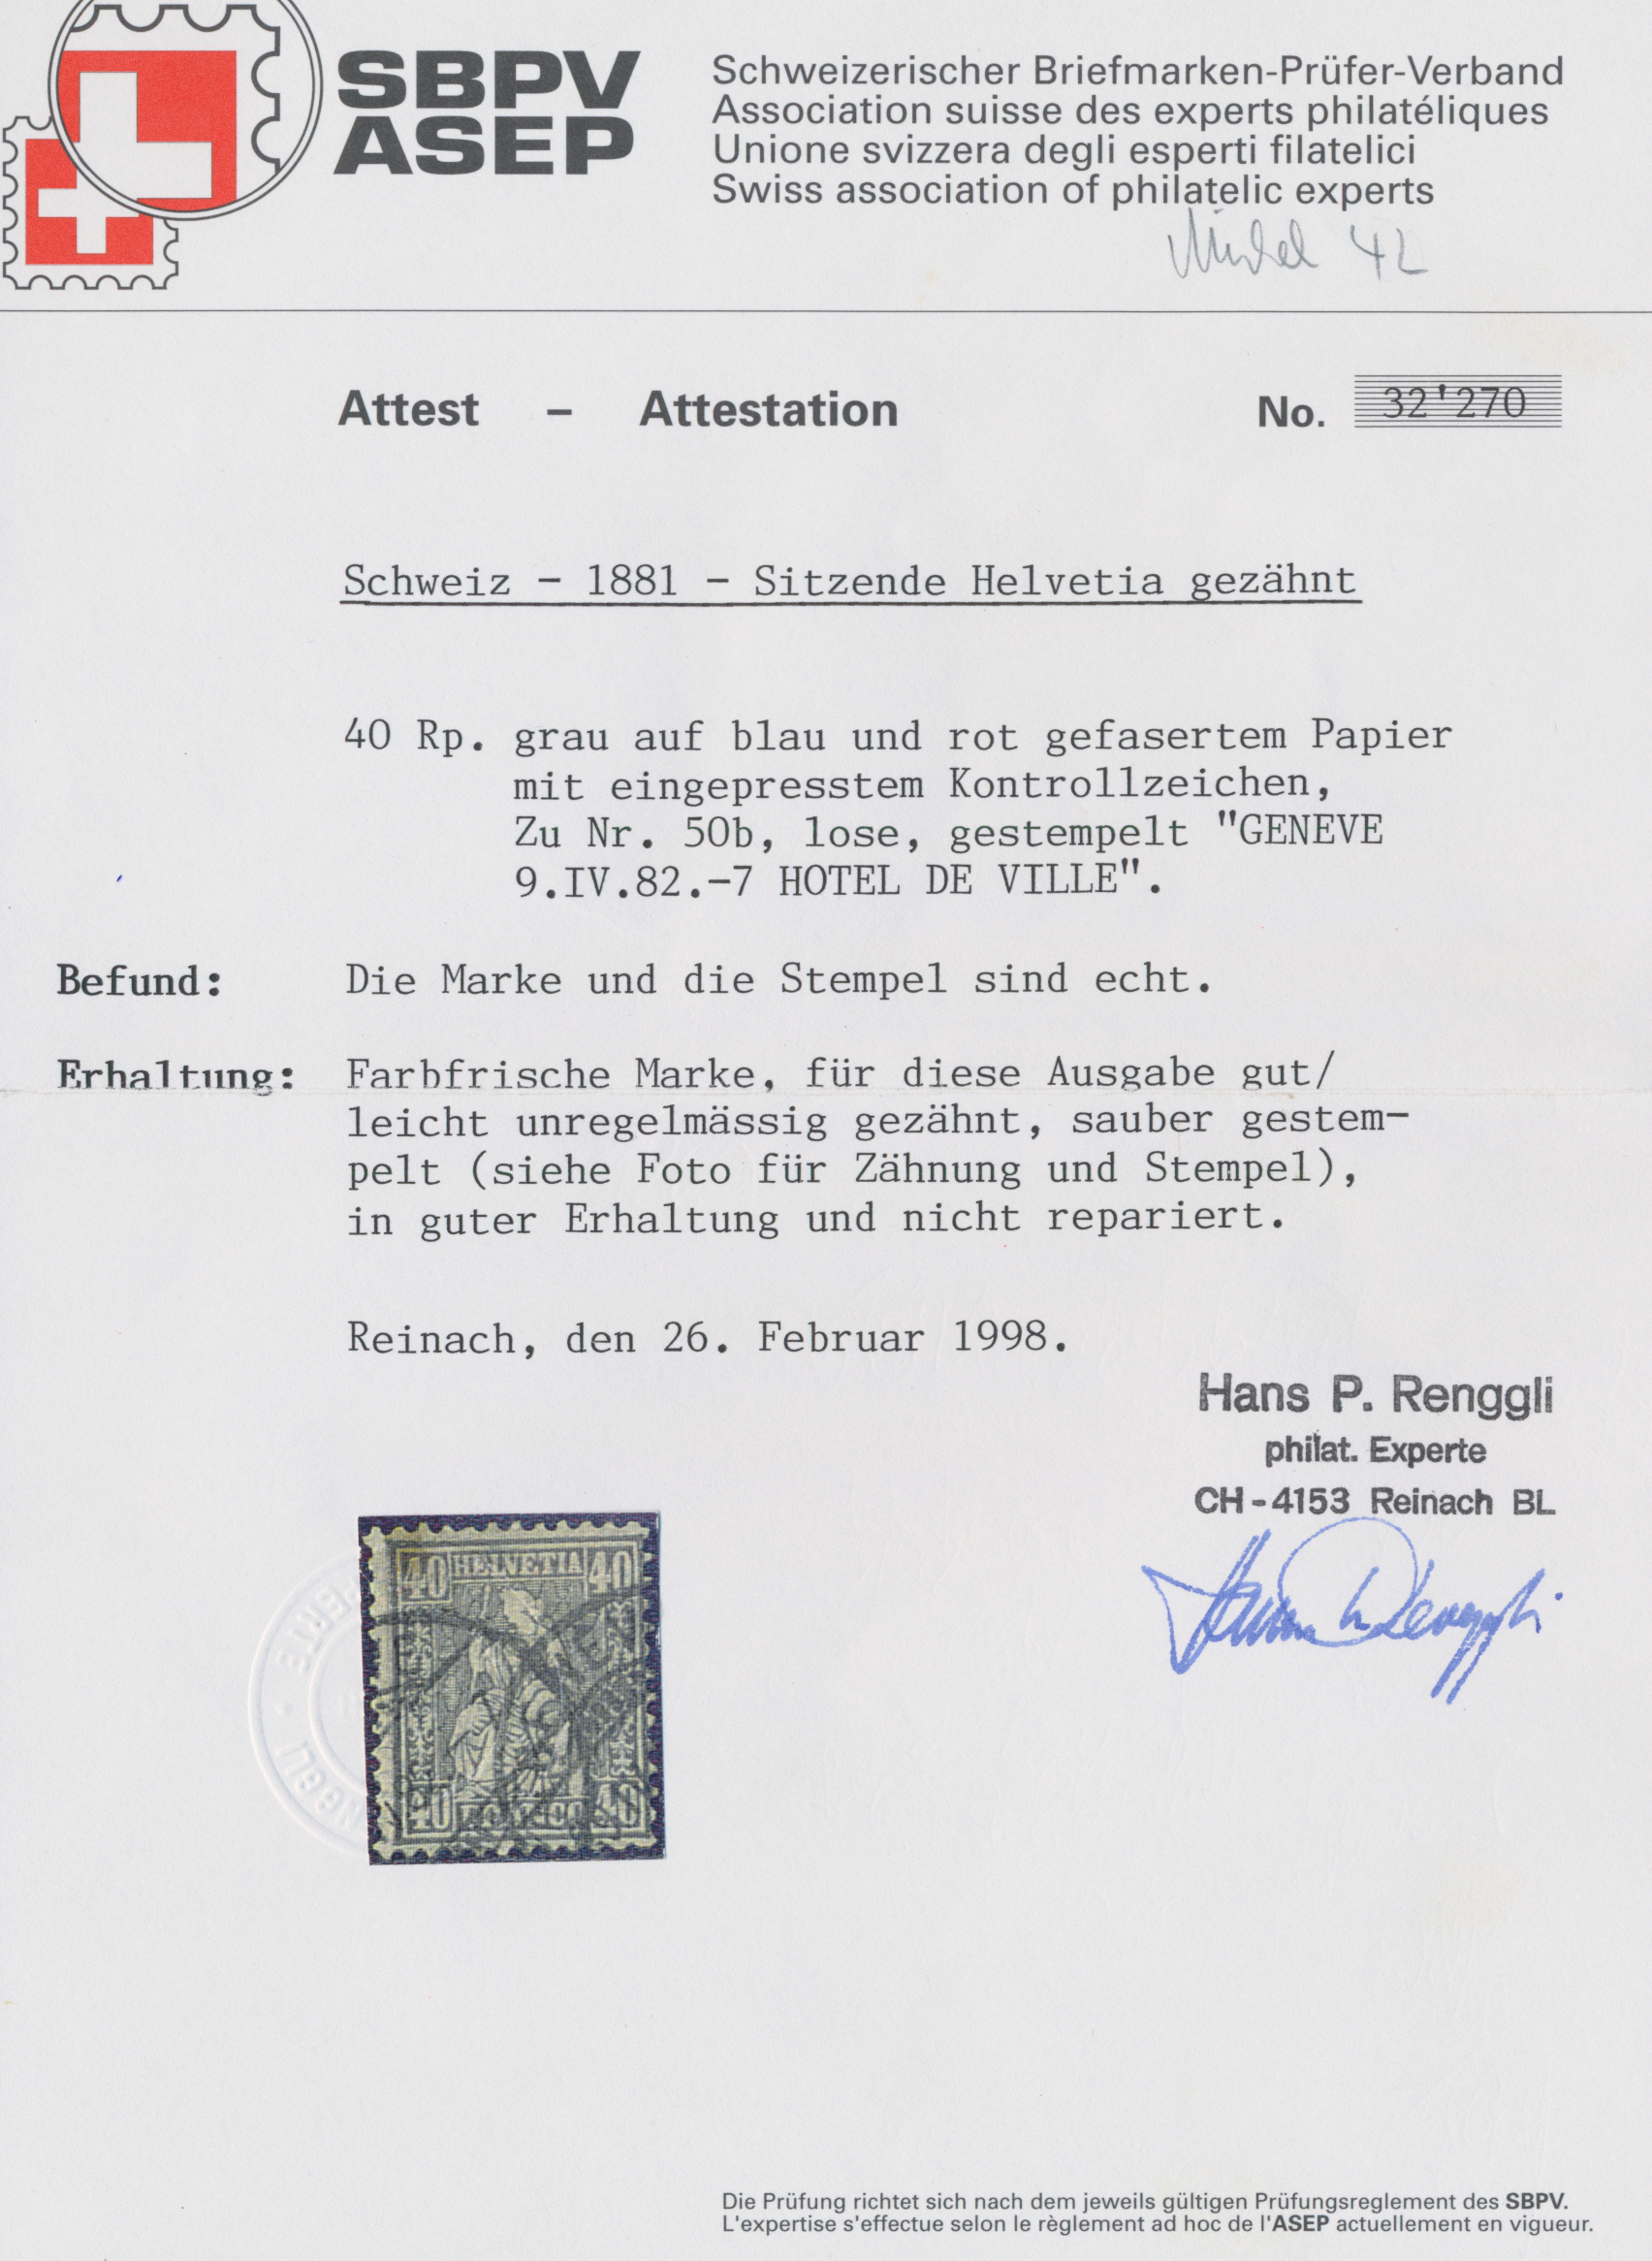 SBPV
ASEP
Schweizerischer Briefmarken-Prüfer-Verband
Association suisse des experts philatéliques
Unione svizzera degli esperti filatelici
Swiss association of philatelic experts
Michel 42
Attest – Attestation No. 32'270
Schweiz - 1881 - Sitzende Helvetia gezähnt
40 Rp. grau auf blau und rot gefasertem Papier
mit eingepresstem Kontrollzeichen,
Zu Nr. 50b, lose, gestempelt "GENEVE
9.IV.82.-7 HOTEL DE VILLE".
Befund: Die Marke und die Stempel sind echt.
Erhaltung: Farbfrische Marke, für diese Ausgabe gut/
leicht unregelmässig gezähnt, sauber gestem-
pelt (siehe Foto für Zähnung und Stempel),
in guter Erhaltung und nicht repariert.
Reinach, den 26. Februar 1998.
Hans P. Renggli
philat. Experte
CH-4153 Reinach BL
40 HELVETIA 40
40 FRANCO 40
Die Prüfung richtet sich nach dem jeweils gültigen Prüfungsreglement des SBPV.
L'expertise s'effectue selon le règlement ad hoc de l'ASEP actuellement en vigueur.